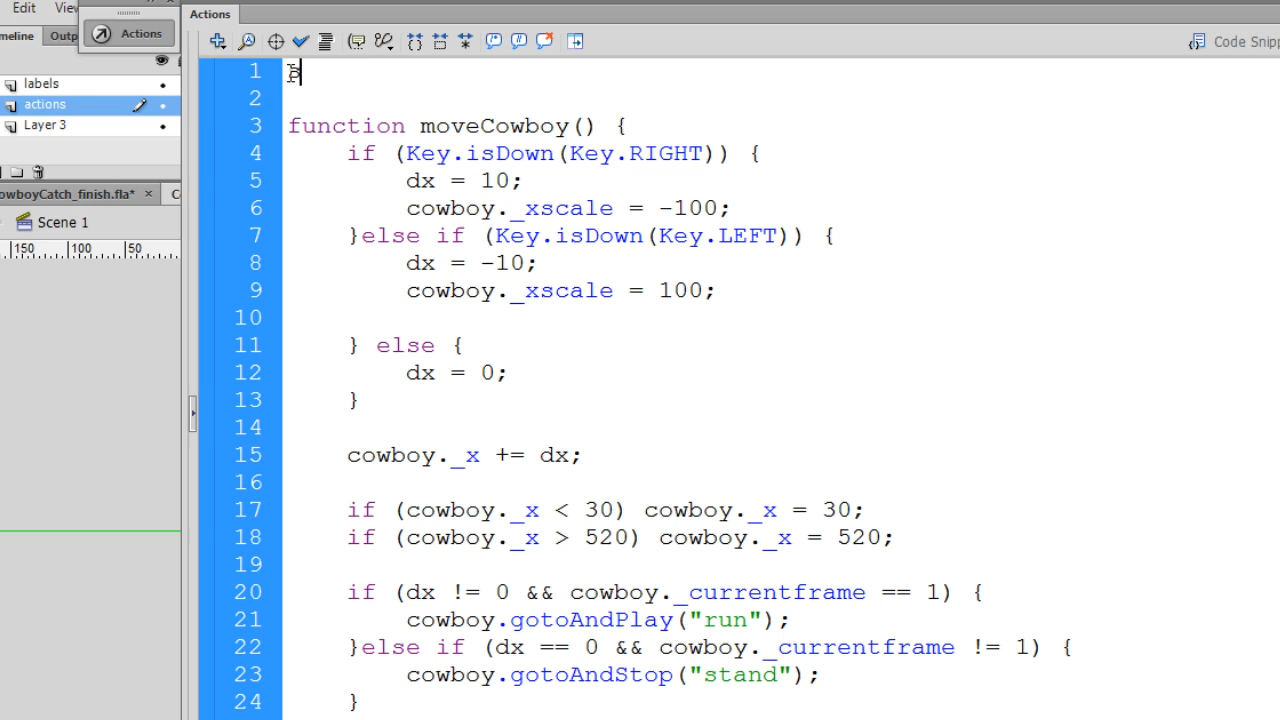 Edit View
Actions
Timeline Outp
Actions
Code Snipp
labels
actions
Layer 3
owboyCatch_finish.fla* × C
Scene 1
150 100 50
1
2
3 function moveCowboy() {
4 if (Key.isDown(Key.RIGHT)) {
5 dx = 10;
6 cowboy._xscale = -100;
7 }else if (Key.isDown(Key.LEFT)) {
8 dx = -10;
9 cowboy._xscale = 100;
10
11 } else {
12 dx = 0;
13 }
14
15 cowboy._x += dx;
16
17 if (cowboy._x < 30) cowboy._x = 30;
18 if (cowboy._x > 520) cowboy._x = 520;
19
20 if (dx != 0 && cowboy._currentframe == 1) {
21 cowboy.gotoAndPlay("run");
22 }else if (dx == 0 && cowboy._currentframe != 1) {
23 cowboy.gotoAndStop("stand");
24 }